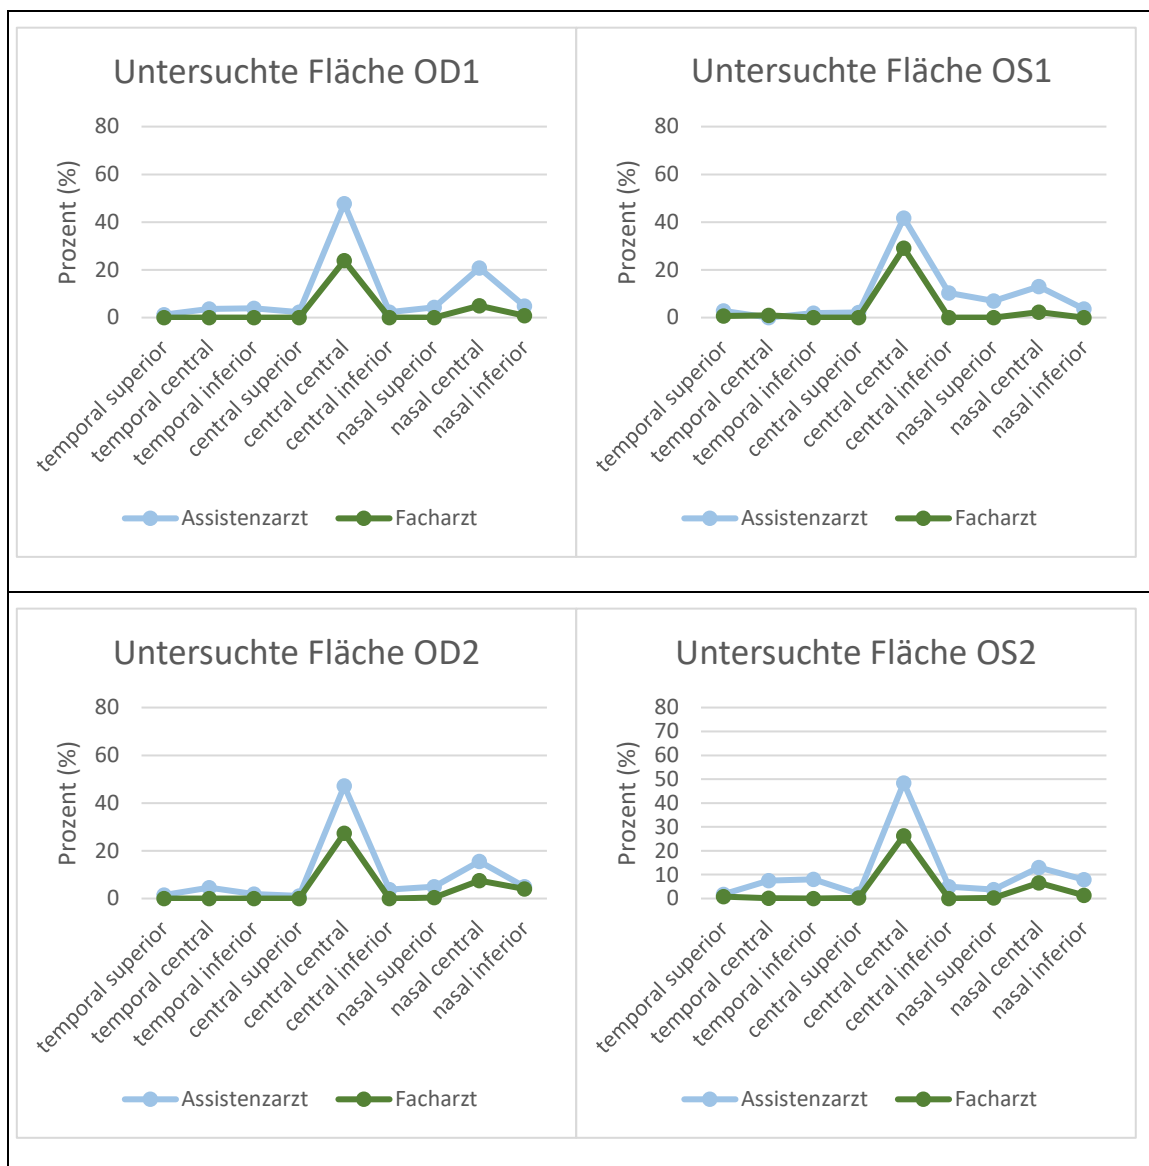 Untersuchte Fläche OD1
Prozent (%)
80
60
40
20
0
temporal superior
temporal central
temporal inferior
central superior
central central
central inferior
nasal superior
nasal central
nasal inferior
Assistenzarzt Facharzt
Untersuchte Fläche OS1
Prozent (%)
80
60
40
20
0
temporal superior
temporal central
temporal inferior
central superior
central central
central inferior
nasal superior
nasal central
nasal inferior
Assistenzarzt Facharzt
Untersuchte Fläche OD2
Prozent (%)
80
60
40
20
0
temporal superior
temporal central
temporal inferior
central superior
central central
central inferior
nasal superior
nasal central
nasal inferior
Assistenzarzt Facharzt
Untersuchte Fläche OS2
Prozent (%)
80
70
60
50
40
30
20
10
0
temporal superior
temporal central
temporal inferior
central superior
central central
central inferior
nasal superior
nasal central
nasal inferior
Assistenzarzt Facharzt